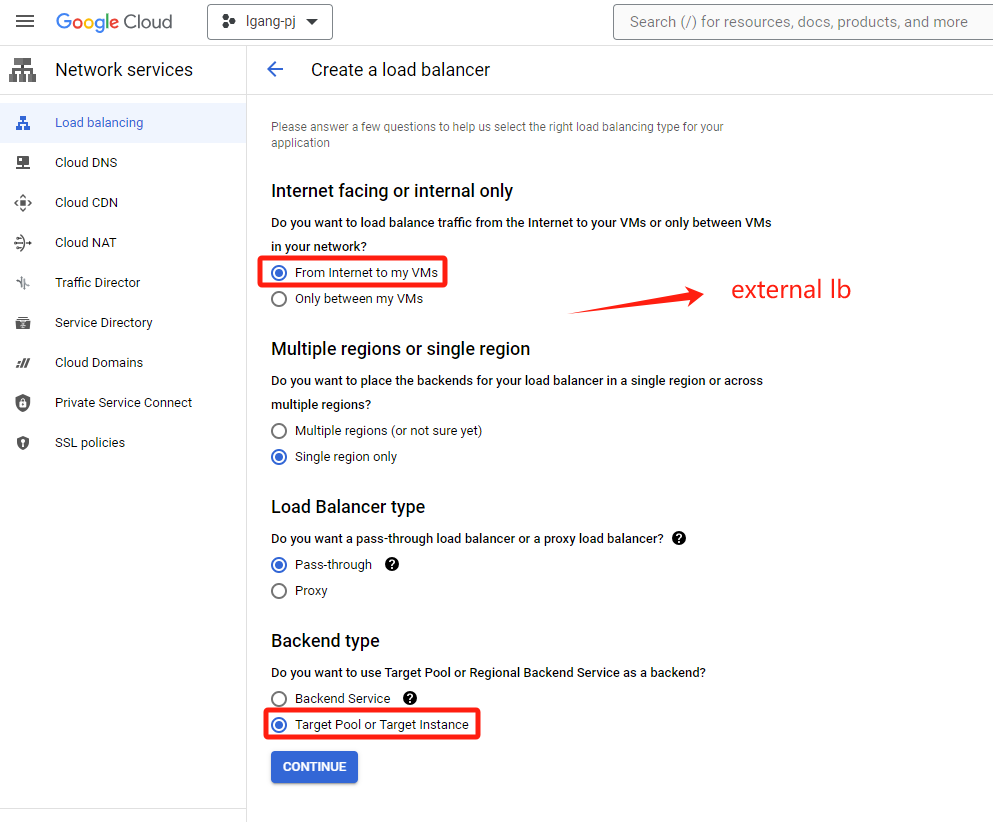 Google Cloud
lgang-pj
Search (/) for resources, docs, products, and more
Network services
Create a load balancer
Load balancing
Cloud DNS
Cloud CDN
Cloud NAT
Traffic Director
Service Directory
Cloud Domains
Private Service Connect
SSL policies
Please answer a few questions to help us select the right load balancing type for your
application
Internet facing or internal only
Do you want to load balance traffic from the Internet to your VMs or only between VMs
in your network?
From Internet to my VMs
Only between my VMs
external lb
Multiple regions or single region
Do you want to place the backends for your load balancer in a single region or across
multiple regions?
Multiple regions (or not sure yet)
Single region only
Load Balancer type
Do you want a pass-through load balancer or a proxy load balancer? ?
Pass-through ?
Proxy
Backend type
Do you want to use Target Pool or Regional Backend Service as a backend?
Backend Service ?
Target Pool or Target Instance
CONTINUE